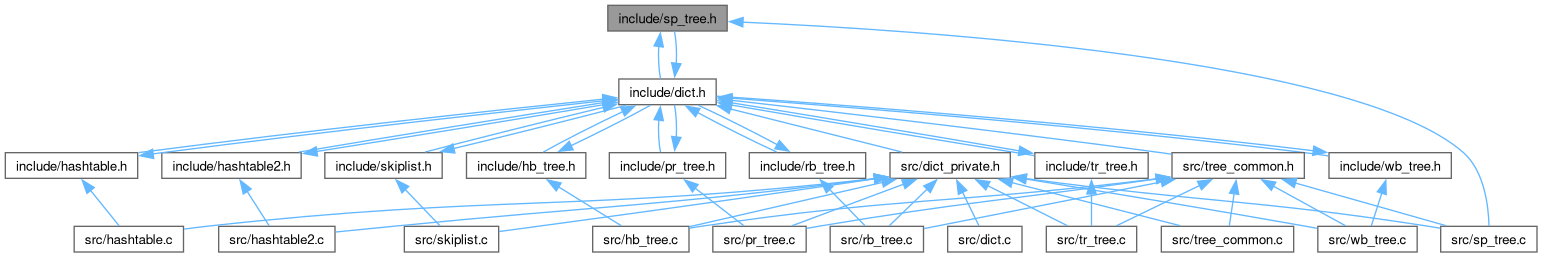 include/sp_tree.h
include/dict.h
include/hashtable.h
include/hashtable2.h
include/skiplist.h
include/hb_tree.h
include/pr_tree.h
include/rb_tree.h
src/dict_private.h
include/tr_tree.h
src/tree_common.h
include/wb_tree.h
src/hashtable.c
src/hashtable2.c
src/skiplist.c
src/hb_tree.c
src/pr_tree.c
src/rb_tree.c
src/dict.c
src/tr_tree.c
src/tree_common.c
src/wb_tree.c
src/sp_tree.c